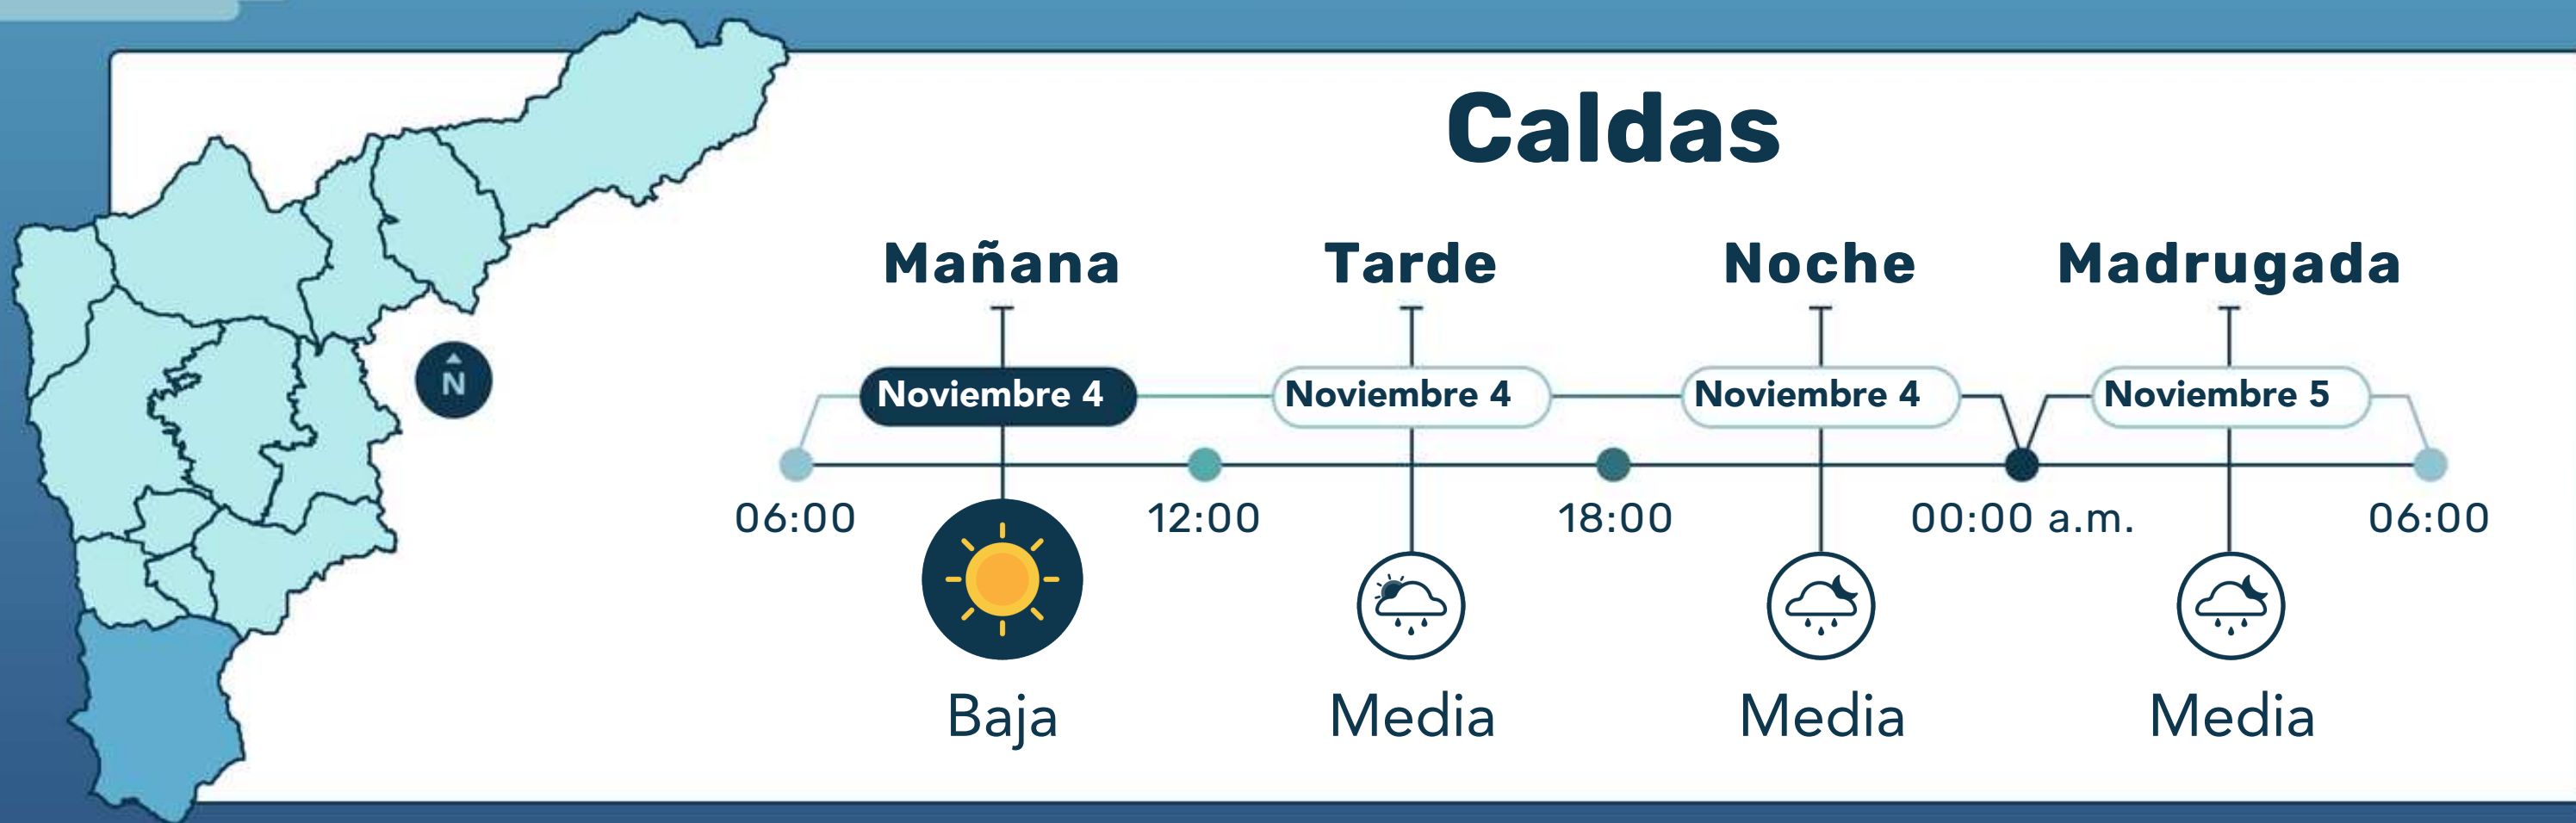 Caldas
Mañana Tarde Noche Madrugada
N
Noviembre 4 Noviembre 4 Noviembre 4 Noviembre 5
06:00 12:00 18:00 00:00 a.m. 06:00
Baja Media Media Media